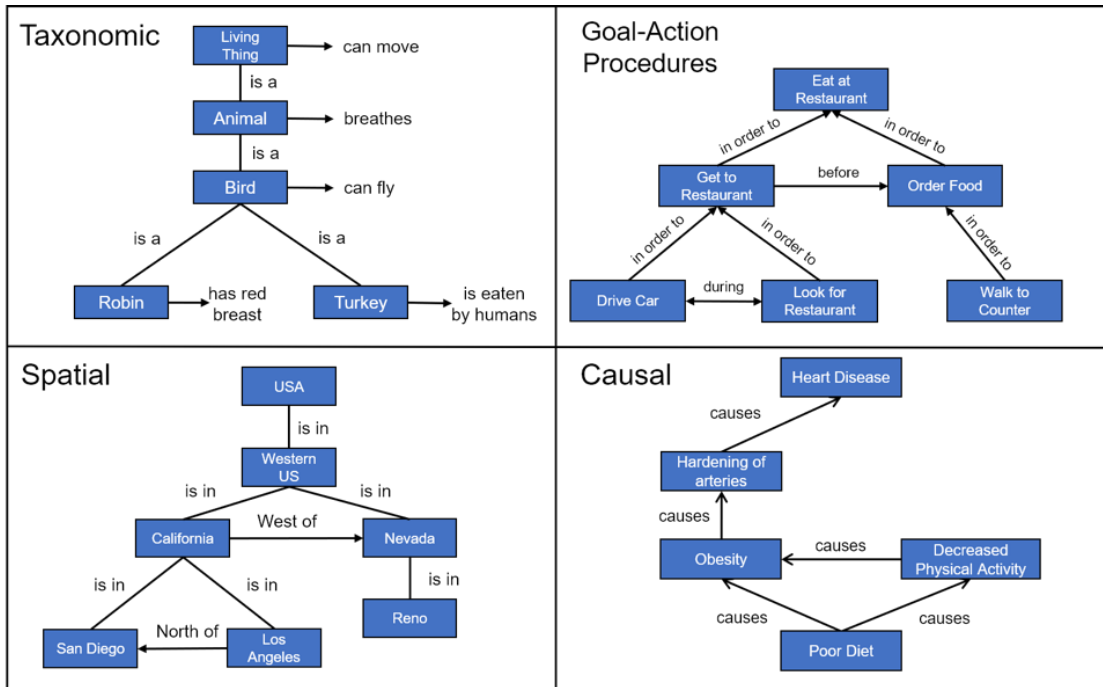 Taxonomic
Living
Thing
can move
is a
Animal
breathes
is a
Bird
can fly
is a
is a
Robin
has red
breast
Turkey
is eaten
by humans
Goal-Action
Procedures
Eat at
Restaurant
in order to
in order to
Get to
Restaurant
before
Order Food
in order to
in order to
in order to
Drive Car
during
Look for
Restaurant
Walk to
Counter
Spatial
USA
is in
Western
US
is in
is in
California
West of
Nevada
is in
is in
is in
Reno
San Diego
North of
Los
Angeles
Causal
Heart Disease
causes
Hardening of
arteries
causes
Obesity
causes
Decreased
Physical Activity
causes
causes
Poor Diet